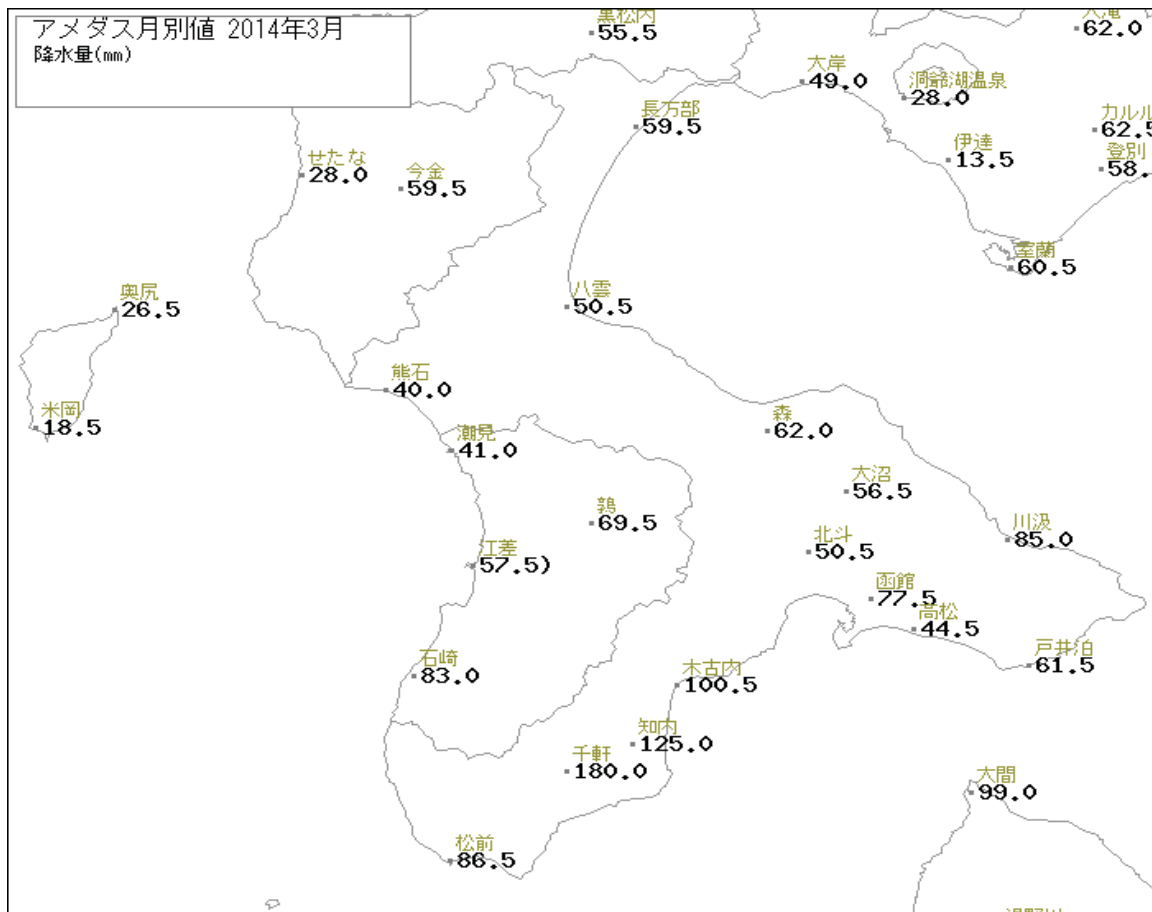 アメダス月別値 2014年3月
降水量(mm)
黒松内
55.5
大滝
62.0
大岸
49.0
洞爺湖温泉
28.0
長万部
59.5
カルル
62.5
伊達
13.5
登別
58.
せたな
28.0
今金
59.5
室蘭
60.5
奥尻
26.5
八雲
50.5
熊石
40.0
米岡
18.5
森
62.0
潮見
41.0
大沼
56.5
鶉
69.5
川汲
85.0
北斗
50.5
江差
57.5)
函館
77.5
高松
44.5
戸井泊
61.5
石崎
83.0
木古内
100.5
知内
125.0
千軒
180.0
大間
99.0
松前
86.5